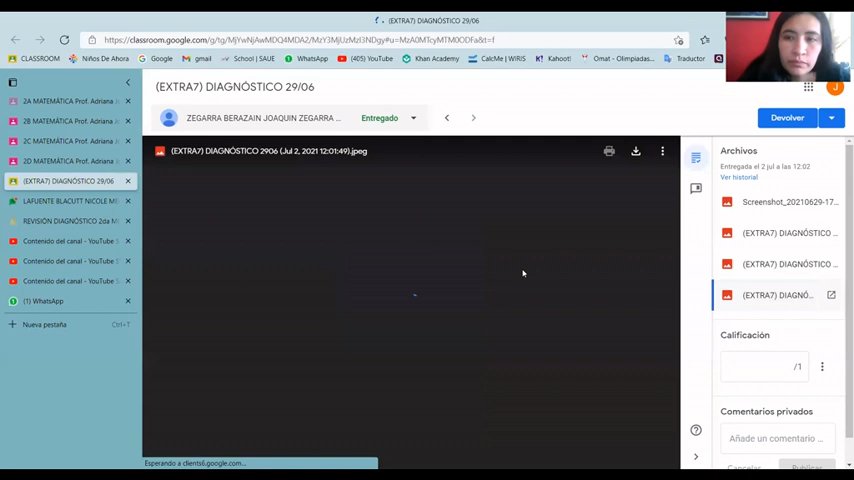 (EXTRA7) DIAGNÓSTICO 29/06
https://classroom.google.com/g/tg/MjYwNjAwMDQ4MDA2/MzY3MjUzMzI3NDgy#u=MzA0MTcyMTM0ODFa&t=f
CLASSROOM
Niños De Ahora
Google
gmail
School | SAUE
WhatsApp
(405) YouTube
Khan Academy
CalcMe | WIRIS
Kahoot!
Omat - Olimpiadas...
Traductor
2A MATEMÁTICA Prof. Adriana
2B MATEMÁTICA Prof. Adriana
2C MATEMÁTICA Prof. Adriana
2D MATEMÁTICA Prof. Adriana
(EXTRA7) DIAGNÓSTICO 29/06
LAFUENTE BLACUTT NICOLE
REVISIÓN DIAGNÓSTICO 2da
Contenido del canal - YouTube
Contenido del canal - YouTube
Contenido del canal - YouTube
(1) WhatsApp
Nueva pestaña
Ctrl+T
(EXTRA7) DIAGNÓSTICO 29/06
J
ZEGARRA BERAZAIN JOAQUIN ZEGARRA ...
Entregado
Devolver
(EXTRA7) DIAGNÓSTICO 2906 (Jul 2, 2021 12:01:49).jpeg
Archivos
Entregada el 2 jul a las 12:02
Ver historial
Screenshot_20210629-17...
(EXTRA7) DIAGNÓSTICO ...
(EXTRA7) DIAGNÓSTICO ...
(EXTRA7) DIAGNÓ...
Calificación
/1
Comentarios privados
Añade un comentario ...
Cancelar
Publicar
Esperando a clients6.google.com...